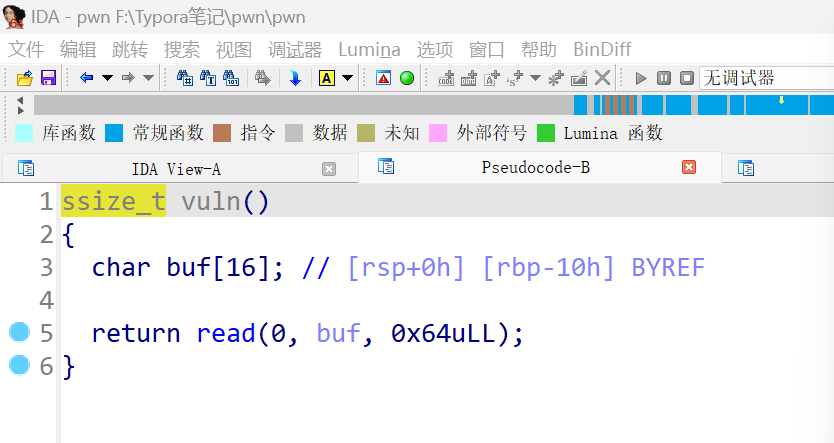 IDA - pwn F:\Typora笔记\pwn\pwn
文件 编辑 跳转 搜索 视图 调试器 Lumina 选项 窗口 帮助 BinDiff
无调试器
库函数 常规函数 指令 数据 未知 外部符号 Lumina 函数
IDA View-A Pseudocode-B
1 ssize_t vuln()
2 {
3 char buf[16]; // [rsp+0h] [rbp-10h] BYREF
4
5 return read(0, buf, 0x64uLL);
6 }